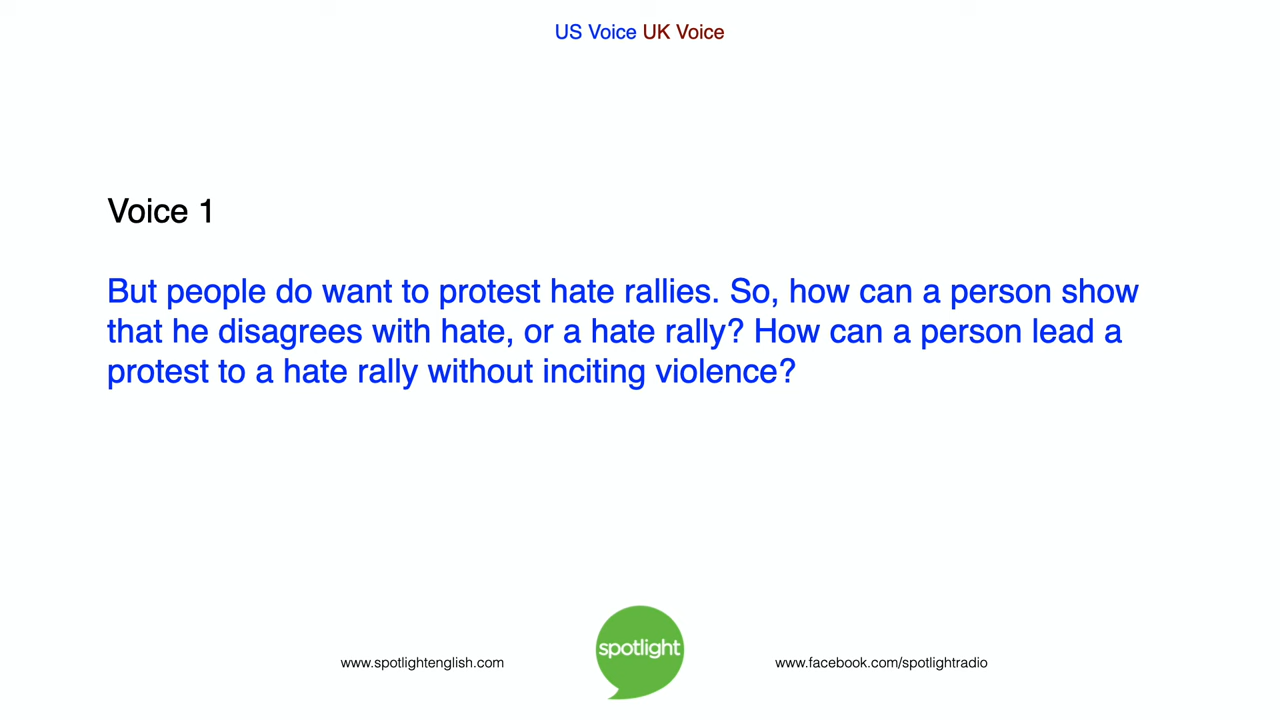 US Voice UK Voice
Voice 1
But people do want to protest hate rallies. So, how can a person show
that he disagrees with hate, or a hate rally? How can a person lead a
protest to a hate rally without inciting violence?
spotlight
www.spotlightenglish.com
www.facebook.com/spotlightradio